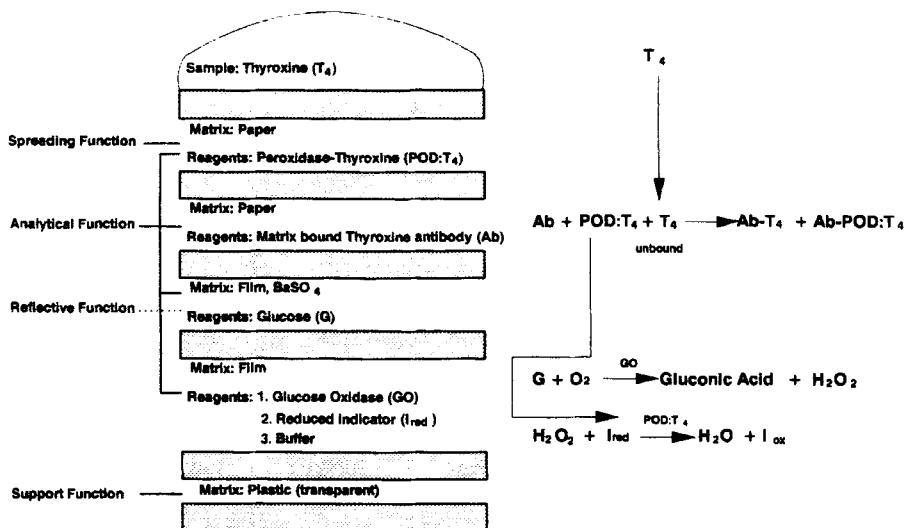 Sample: Thyroxine (T4)
Matrix: Paper
Spreading Function
Reagents: Peroxidase-Thyroxine (POD:T4)
Matrix: Paper
Analytical Function
Reagents: Matrix bound Thyroxine antibody (Ab)
Matrix: Film, BaSO4
Reflective Function
Reagents: Glucose (G)
Matrix: Film
Reagents: 1. Glucose Oxidase (GO)
2. Reduced Indicator (Ired)
3. Buffer
Support Function
Matrix: Plastic (transparent)
T4
Ab + POD:T4 + T4 → Ab-T4 + Ab-POD:T4
unbound
GO
G + O2 → Gluconic Acid + H2O2
POD:T4
H2O2 + Ired → H2O + Iox